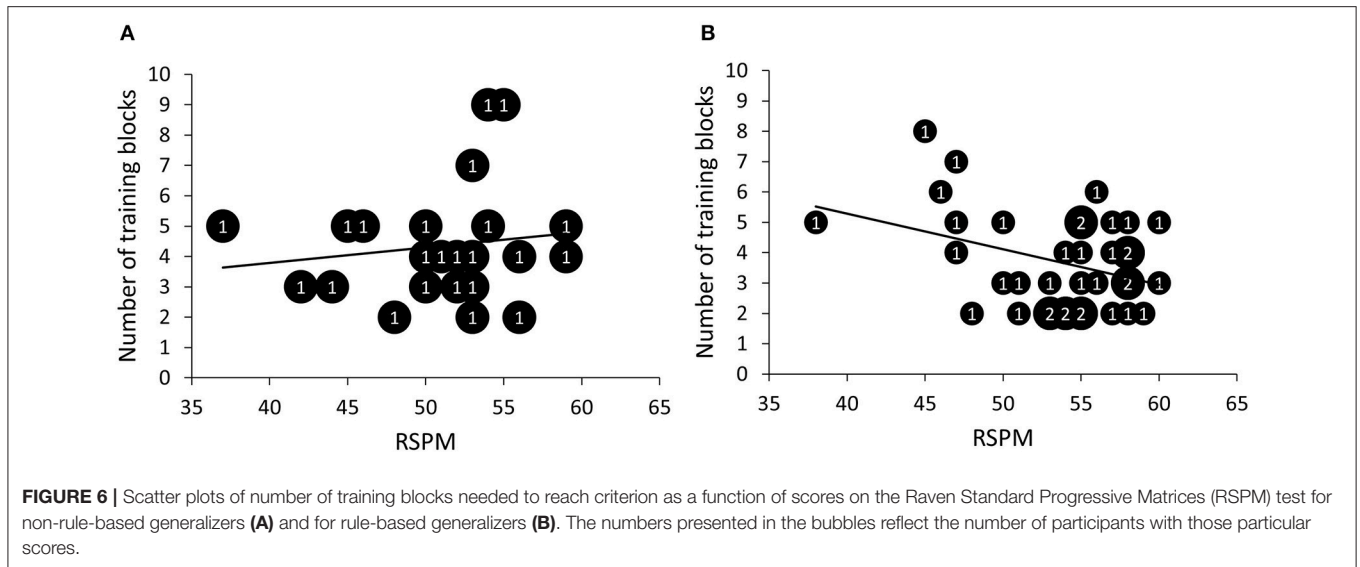 A
B
Number of training blocks
10
9
8
7
6
5
4
3
2
1
0
1 1
1
1 1 1 1 1 1
1 1 1 1 1 1
1 1 1 1 1
1 1 1
35 40 45 50 55 60 65
RSPM
Number of training blocks
10
9
8
7
6
5
4
3
2
1
0
1
1
1 1
1 1 1 2 1 1 1
1 1 1 1 2
1 1 1 1 1 2 1
1 1 2 2 2 1 1 1
35 40 45 50 55 60 65
RSPM
FIGURE 6 | Scatter plots of number of training blocks needed to reach criterion as a function of scores on the Raven Standard Progressive Matrices (RSPM) test for
non-rule-based generalizers (A) and for rule-based generalizers (B). The numbers presented in the bubbles reflect the number of participants with those particular
scores.